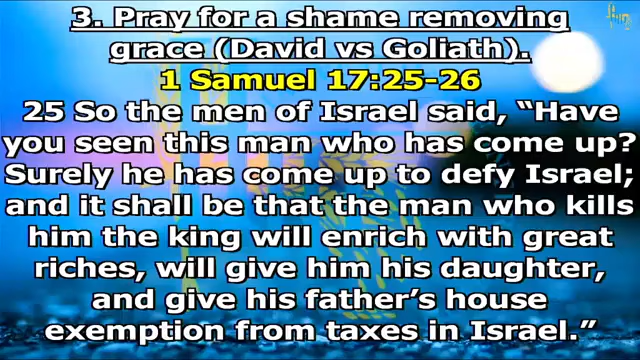 3. Pray for a shame removing
grace (David vs Goliath).
1 Samuel 17:25-26
25 So the men of Israel said, “Have
you seen this man who has come up?
Surely he has come up to defy Israel;
and it shall be that the man who kills
him the king will enrich with great
riches, will give him his daughter,
and give his father’s house
exemption from taxes in Israel.”